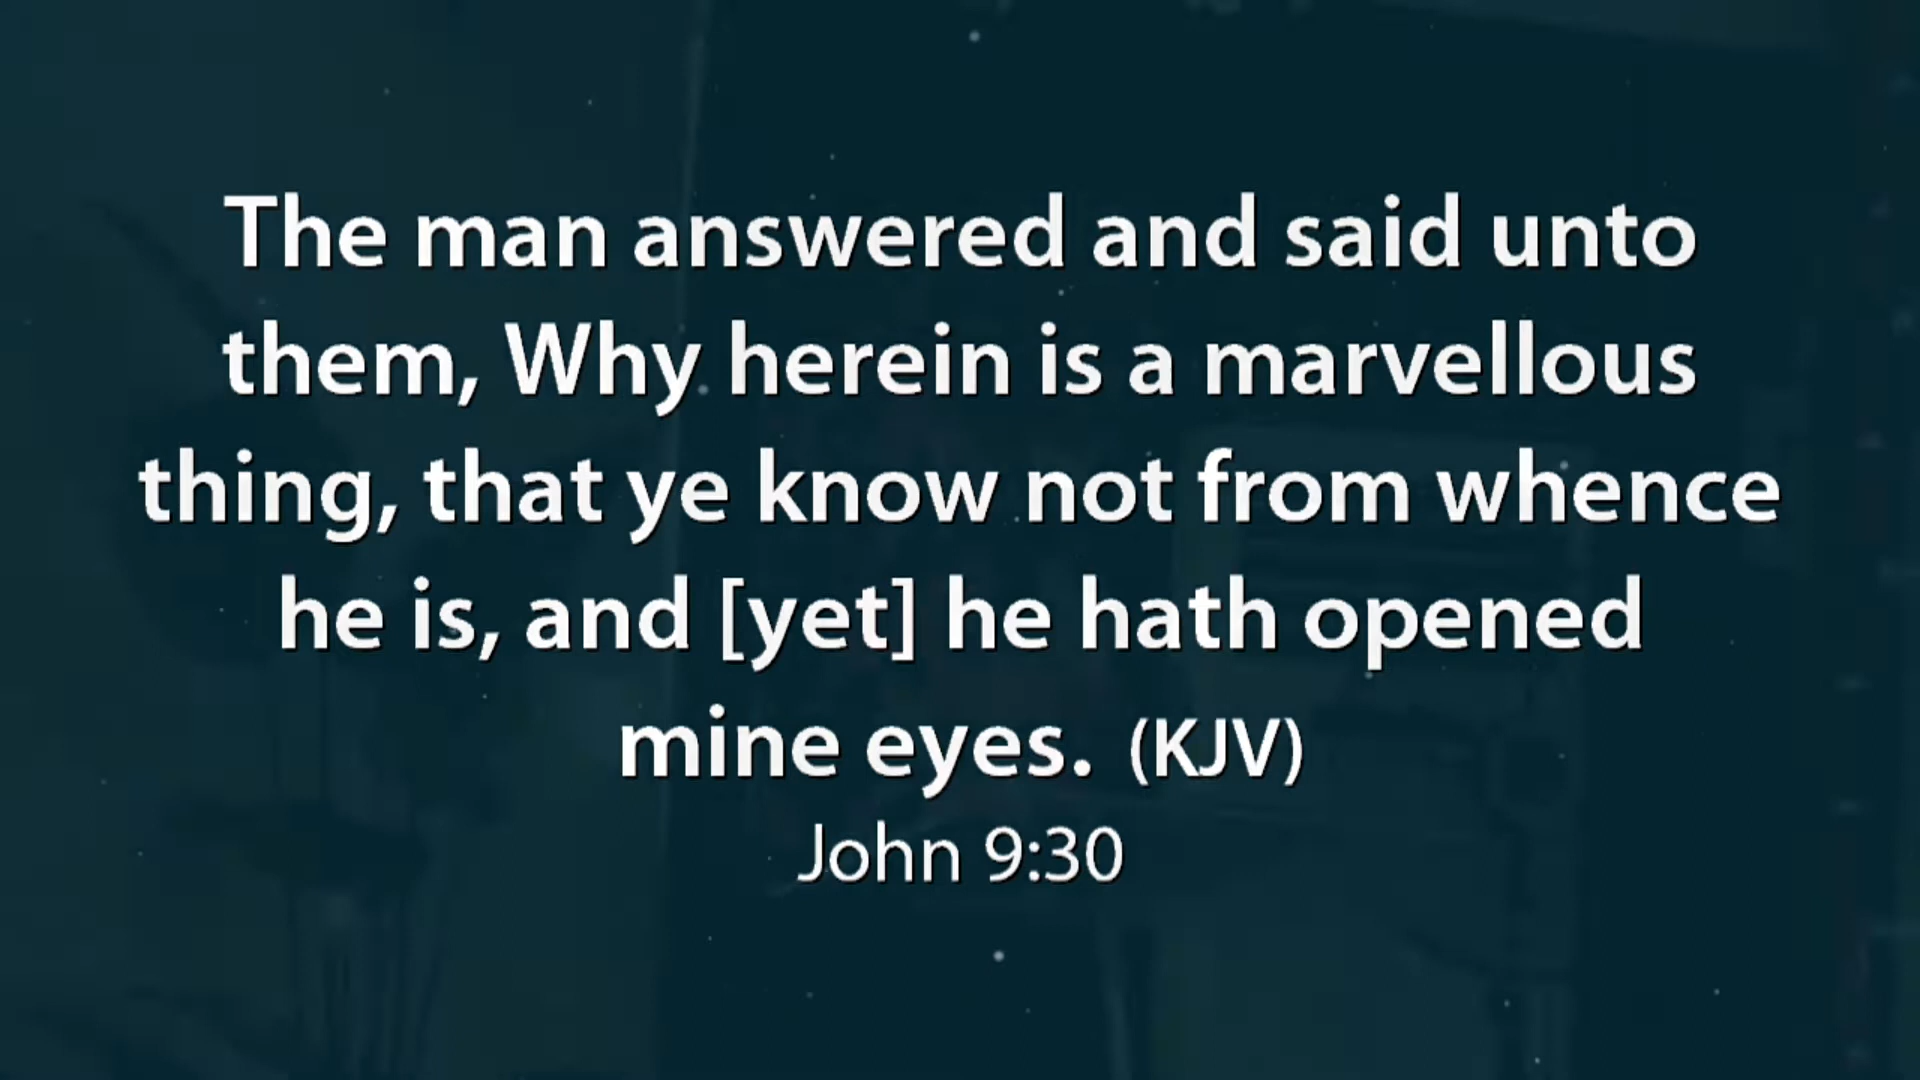 The man answered and said unto
them, Why herein is a marvellous
thing, that ye know not from whence
he is, and [yet] he hath opened
mine eyes. (KJV)
John 9:30